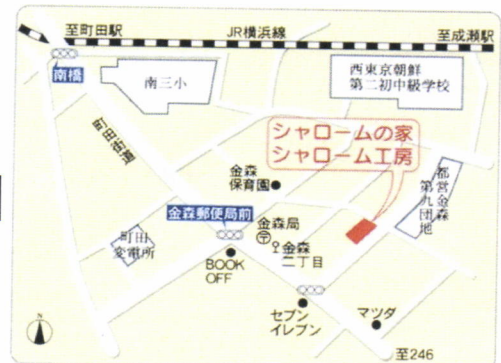 至町田駅
JR横浜線
至成瀬駅
南橋
南三小
西東京朝鮮
第二初中級学校
町田街道
シャロームの家
シャローム工房
金森
保育園
都営金森
第九団地
金森郵便局前
金森局
町田
変電所
金森
二丁目
BOOK
OFF
セブン
イレブン
マツダ
至246
N